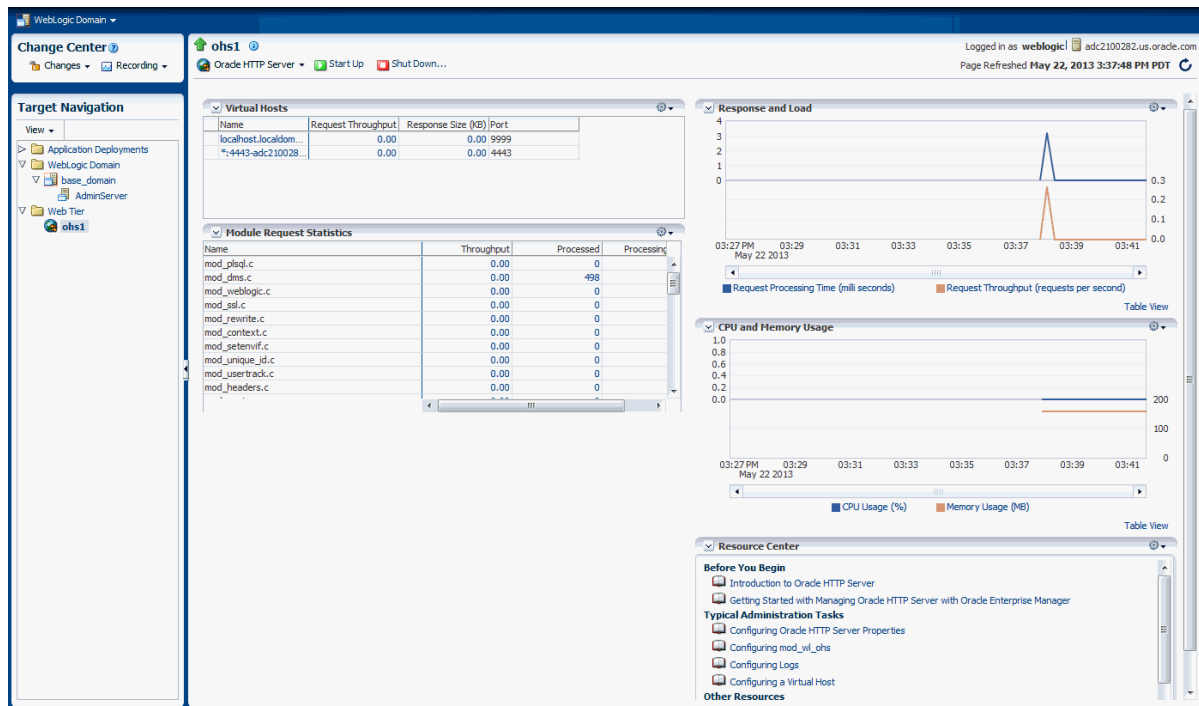 WebLogic Domain
Change Center
Changes Recording
Target Navigation
View
Application Deployments
WebLogic Domain
base_domain
AdminServer
Web Tier
ohs1
ohs1
Logged in as weblogic adc2100282.us.oracle.com
Oracle HTTP Server Start Up Shut Down...
Page Refreshed May 22, 2013 3:37:48 PM PDT
Virtual Hosts
Name Request Throughput Response Size (KB) Port
localhost.localdom... 0.00 0.00 9999
*:4443-adc210028... 0.00 0.00 4443
Module Request Statistics
Name Throughput Processed Processing
mod_plsql.c 0.00 0
mod_dms.c 0.00 498
mod_weblogic.c 0.00 0
mod_ssl.c 0.00 0
mod_rewrite.c 0.00 0
mod_context.c 0.00 0
mod_setenvif.c 0.00 0
mod_unique_id.c 0.00 0
mod_usertrack.c 0.00 0
mod_headers.c 0.00 0
Response and Load
4
3
2
1
0
0.3
0.2
0.1
0.0
03:27 PM 03:29 03:31 03:33 03:35 03:37 03:39 03:41
May 22 2013
Request Processing Time (milli seconds) Request Throughput (requests per second)
Table View
CPU and Memory Usage
1.0
0.8
0.6
0.4
0.2
0.0
200
100
0
03:27 PM 03:29 03:31 03:33 03:35 03:37 03:39 03:41
May 22 2013
CPU Usage (%) Memory Usage (MB)
Table View
Resource Center
Before You Begin
Introduction to Oracle HTTP Server
Getting Started with Managing Oracle HTTP Server with Oracle Enterprise Manager
Typical Administration Tasks
Configuring Oracle HTTP Server Properties
Configuring mod_wl_ohs
Configuring Logs
Configuring a Virtual Host
Other Resources